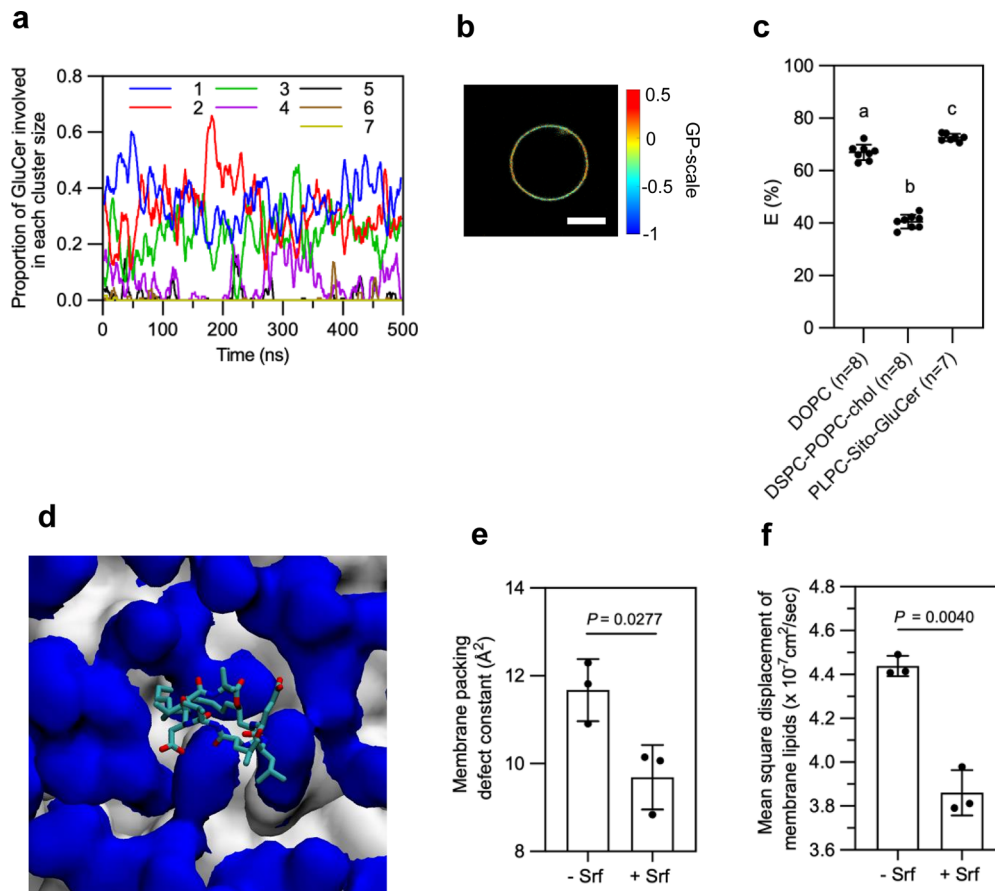 a
Proportion of GluCer involved
in each cluster size
0.8
0.6
0.4
0.2
0.0
1 3 5
2 4 6
7
0 100 200 300 400 500
Time (ns)
b
0.5
0
-0.5
-1
GP-scale
c
E (%)
100
80
60
40
20
0
a
b
c
DOPC (n=8)
DSPC-POPC-chol (n=8)
PLPC-Sito-GluCer (n=7)
d
e
Membrane packing
defect constant (Å²)
14
12
10
8
P = 0.0277
- Srf + Srf
f
Mean square displacement of
membrane lipids (x 10⁻⁷cm²/sec)
4.8
4.6
4.4
4.2
4.0
3.8
3.6
P = 0.0040
- Srf + Srf